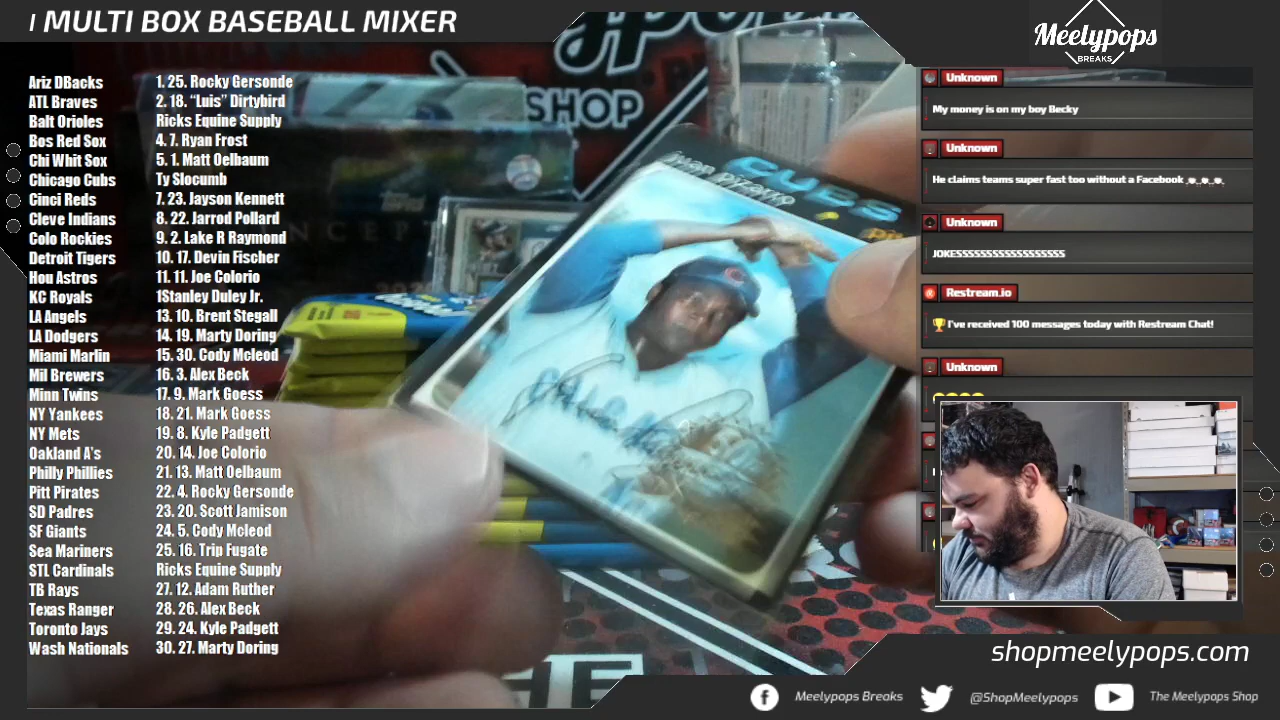 I MULTI BOX BASEBALL MIXER
Meelypops
BREAKS
SHOP
Ariz DBacks 1. 25. Rocky Gersonde
ATL Braves 2. 18. “Luis” Dirtybird
Balt Orioles Ricks Equine Supply
Bos Red Sox 4. 7. Ryan Frost
Chi Whit Sox 5. 1. Matt Oelbaum
Chicago Cubs Ty Slocumb
Cinci Reds 7. 23. Jayson Kennett
Cleve Indians 8. 22. Jarrod Pollard
Colo Rockies 9. 2. Lake R Raymond
Detroit Tigers 10. 17. Devin Fischer
Hou Astros 11. 11. Joe Colorio
KC Royals 1Stanley Duley Jr.
LA Angels 13. 10. Brent Stegall
LA Dodgers 14. 19. Marty Doring
Miami Marlin 15. 30. Cody Mcleod
Mil Brewers 16. 3. Alex Beck
Minn Twins 17. 9. Mark Goess
NY Yankees 18. 21. Mark Goess
NY Mets 19. 8. Kyle Padgett
Oakland A's 20. 14. Joe Colorio
Philly Phillies 21. 13. Matt Oelbaum
Pitt Pirates 22. 4. Rocky Gersonde
SD Padres 23. 20. Scott Jamison
SF Giants 24. 5. Cody Mcleod
Sea Mariners 25. 16. Trip Fugate
STL Cardinals Ricks Equine Supply
TB Rays 27. 12. Adam Ruther
Texas Ranger 28. 26. Alex Beck
Toronto Jays 29. 24. Kyle Padgett
Wash Nationals 30. 27. Marty Doring
Topps
CUBS
Unknown
My money is on my boy Becky
Unknown
He claims teams super fast too without a Facebook
Unknown
JOKESSSSSSSSSSSSSSSSSSS
Restream.io
I've received 100 messages today with Restream Chat!
Unknown
shopmeelypops.com
Meelypops Breaks
@ShopMeelypops
The Meelypops Shop